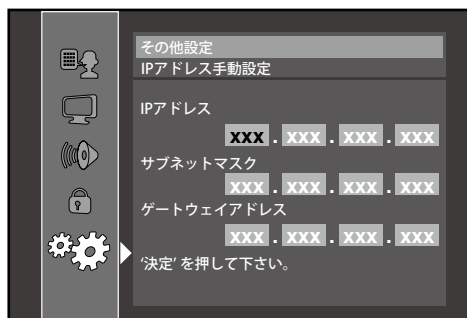 その他設定
IPアドレス手動設定
IPアドレス
xxx . xxx . xxx . xxx
サブネットマスク
xxx . xxx . xxx . xxx
ゲートウェイアドレス
xxx . xxx . xxx . xxx
‘決定’ を押して下さい。